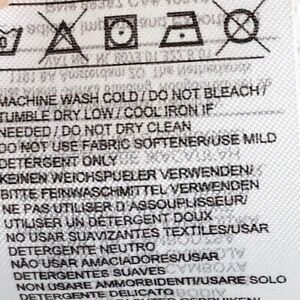 MACHINE WASH COLD / DO NOT BLEACH /
TUMBLE DRY LOW / COOL IRON IF
NEEDED / DO NOT DRY CLEAN
DO NOT USE FABRIC SOFTENER/USE MILD
DETERGENT ONLY
KEINEN WEICHSPUELER VERWENDEN/
BITTE FEINWASCHMITTEL VERWENDEN
NE PAS UTILISER D'ASSOUPLISSEUR/
UTILISER UN DETERGENT DOUX
NO USAR SUAVIZANTES TEXTILES/USAR
DETERGENTE NEUTRO
NÃO USAR AMACIADORES/USAR
DETERGENTES SUAVES
NON USARE AMMORBIDENTI/USARE SOLO
DETERGENTE DELICATO